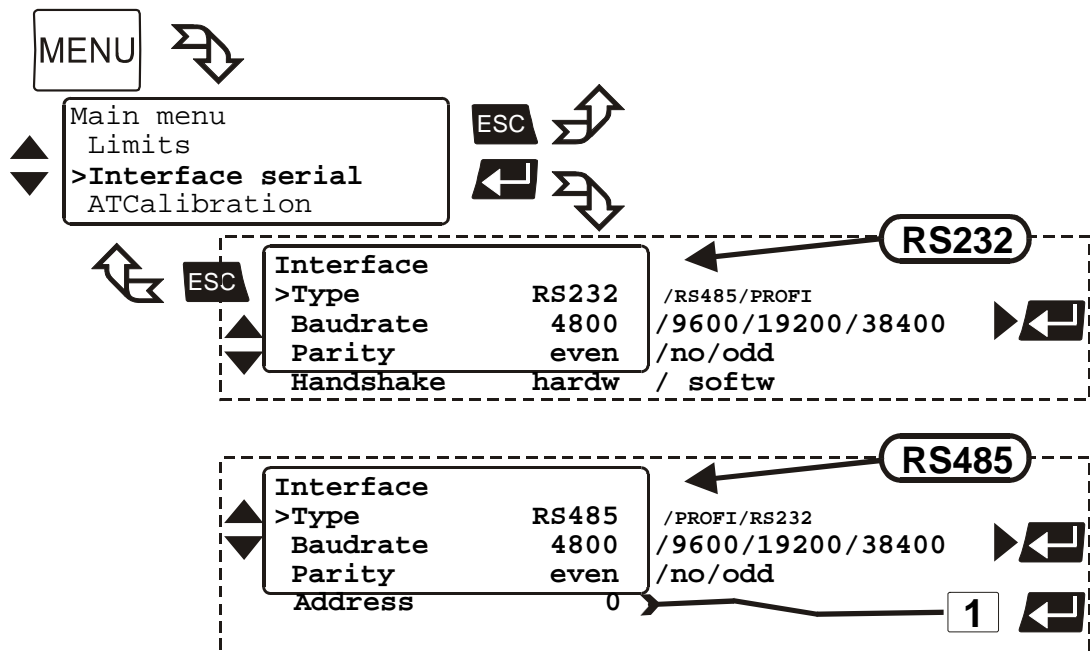 MENU
Main menu
Limits
>Interface serial
ATCalibration
ESC
ESC
RS232
Interface
>Type RS232 /RS485/PROFI
Baudrate 4800 /9600/19200/38400
Parity even /no/odd
Handshake hardw / softw
RS485
Interface
>Type RS485 /PROFI/RS232
Baudrate 4800 /9600/19200/38400
Parity even /no/odd
Address 0
1